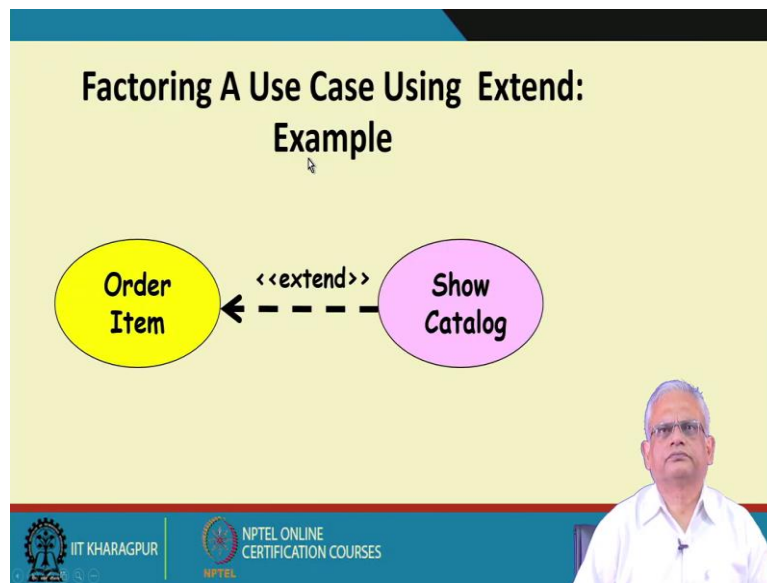 Factoring A Use Case Using Extend:
Example
Order
Item
<<extend>>
Show
Catalog
IIT KHARAGPUR
NPTEL
NPTEL ONLINE
CERTIFICATION COURSES